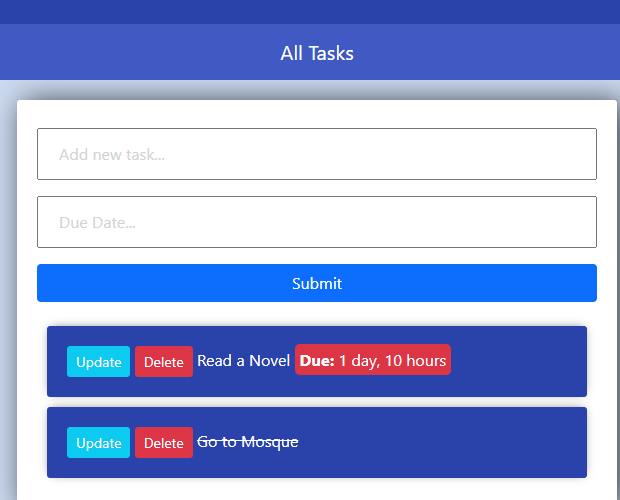 All Tasks
Add new task...
Due Date...
Submit
Update Delete Read a Novel Due: 1 day, 10 hours
Update Delete Go to Mosque